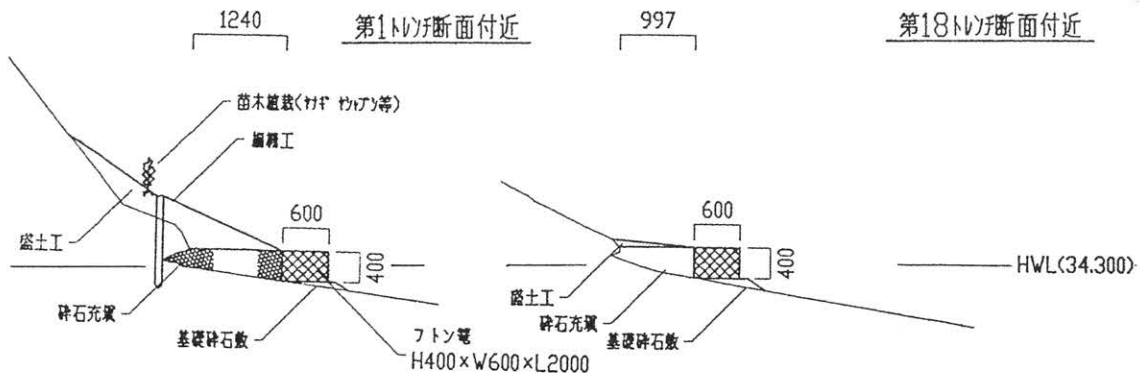 1240
第1トレンチ断面付近
997
第18トレンチ断面付近
苗木植栽(ヤナギ ヤシャブシ等)
編柵工
600
盛土工
400
砕石充填
基礎砕石敷
フトン篭
H400×W600×L2000
600
400
HWL(34.300)
盛土工
砕石充填
基礎砕石敷